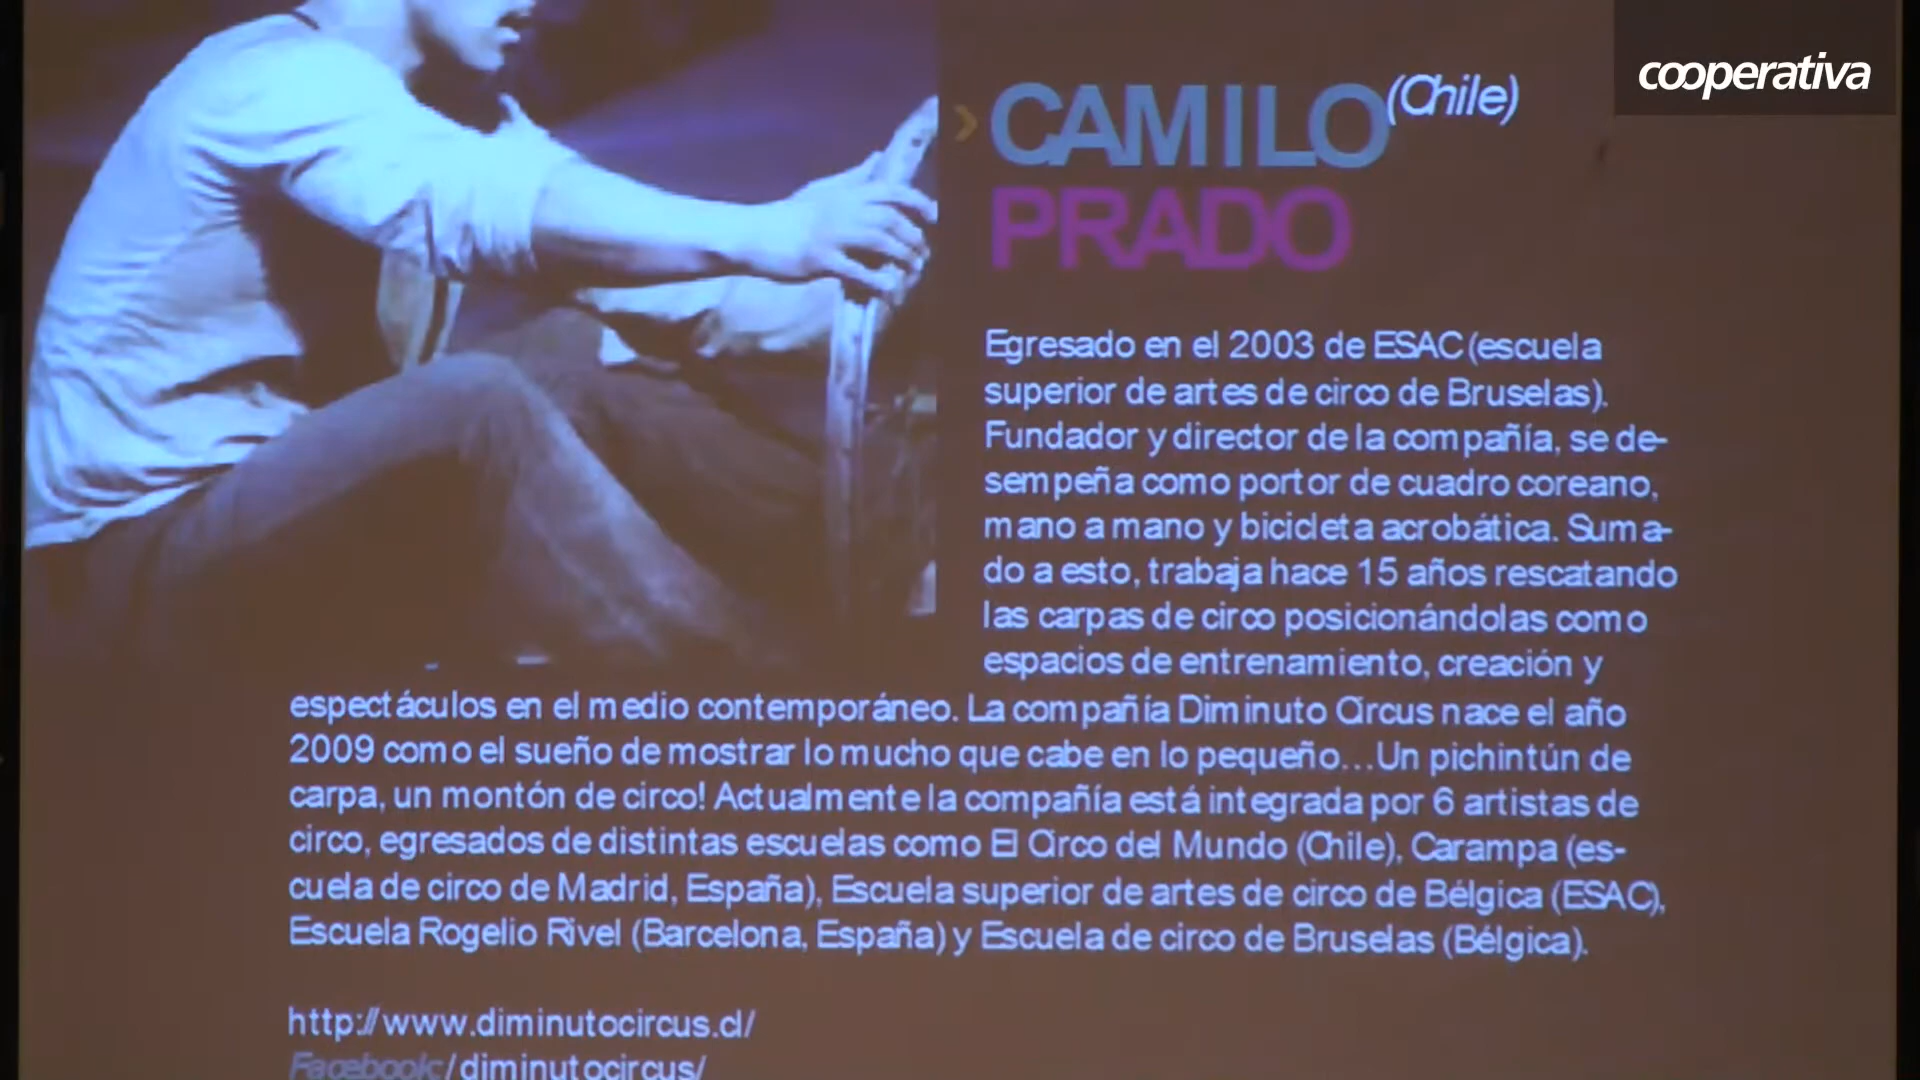 cooperativa
CAMILO (Chile)
PRADO
Egresado en el 2003 de ESAC (escuela
superior de artes de circo de Bruselas).
Fundador y director de la compañía, se de-
sempeña como portor de cuadro coreano,
mano a mano y bicicleta acrobática. Suma-
do a esto, trabaja hace 15 años rescatando
las carpas de circo posicionándolas como
espacios de entrenamiento, creación y
espectáculos en el medio contemporáneo. La compañía Diminuto Circus nace el año
2009 como el sueño de mostrar lo mucho que cabe en lo pequeño...Un pichintún de
carpa, un montón de circo! Actualmente la compañía está integrada por 6 artistas de
circo, egresados de distintas escuelas como El Circo del Mundo (Chile), Carampa (es-
cuela de circo de Madrid, España), Escuela superior de artes de circo de Bélgica (ESAC),
Escuela Rogelio Rivel (Barcelona, España) y Escuela de circo de Bruselas (Bélgica).
http://www.diminutocircus.cl/
Facebook:/diminutocircus/